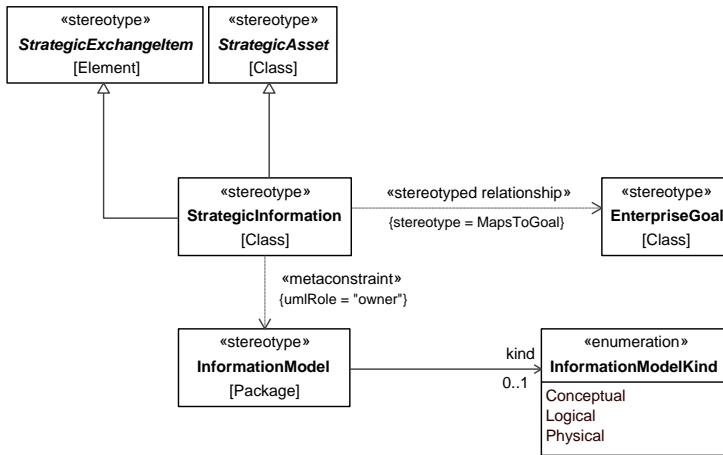 «stereotype»
StrategicExchangeItem
[Element]
«stereotype»
StrategicAsset
[Class]
«stereotype»
StrategicInformation
[Class]
«stereotyped relationship»
{stereotype = MapsToGoal}
«stereotype»
EnterpriseGoal
[Class]
«metaconstraint»
{umlRole = "owner"}
«stereotype»
InformationModel
[Package]
kind
0..1
«enumeration»
InformationModelKind
Conceptual
Logical
Physical